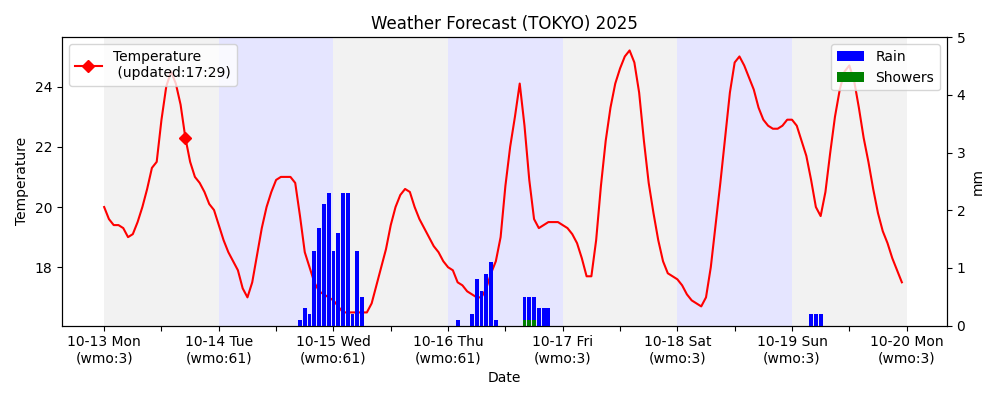 Weather Forecast (TOKYO) 2025
Temperature
(updated:17:29)
Rain
Showers
Temperature
24
22
20
18
5
4
3
2
1
0
mm
10-13 Mon
(wmo:3)
10-14 Tue
(wmo:61)
10-15 Wed
(wmo:61)
10-16 Thu
(wmo:61)
10-17 Fri
(wmo:3)
10-18 Sat
(wmo:3)
10-19 Sun
(wmo:3)
10-20 Mon
(wmo:3)
Date